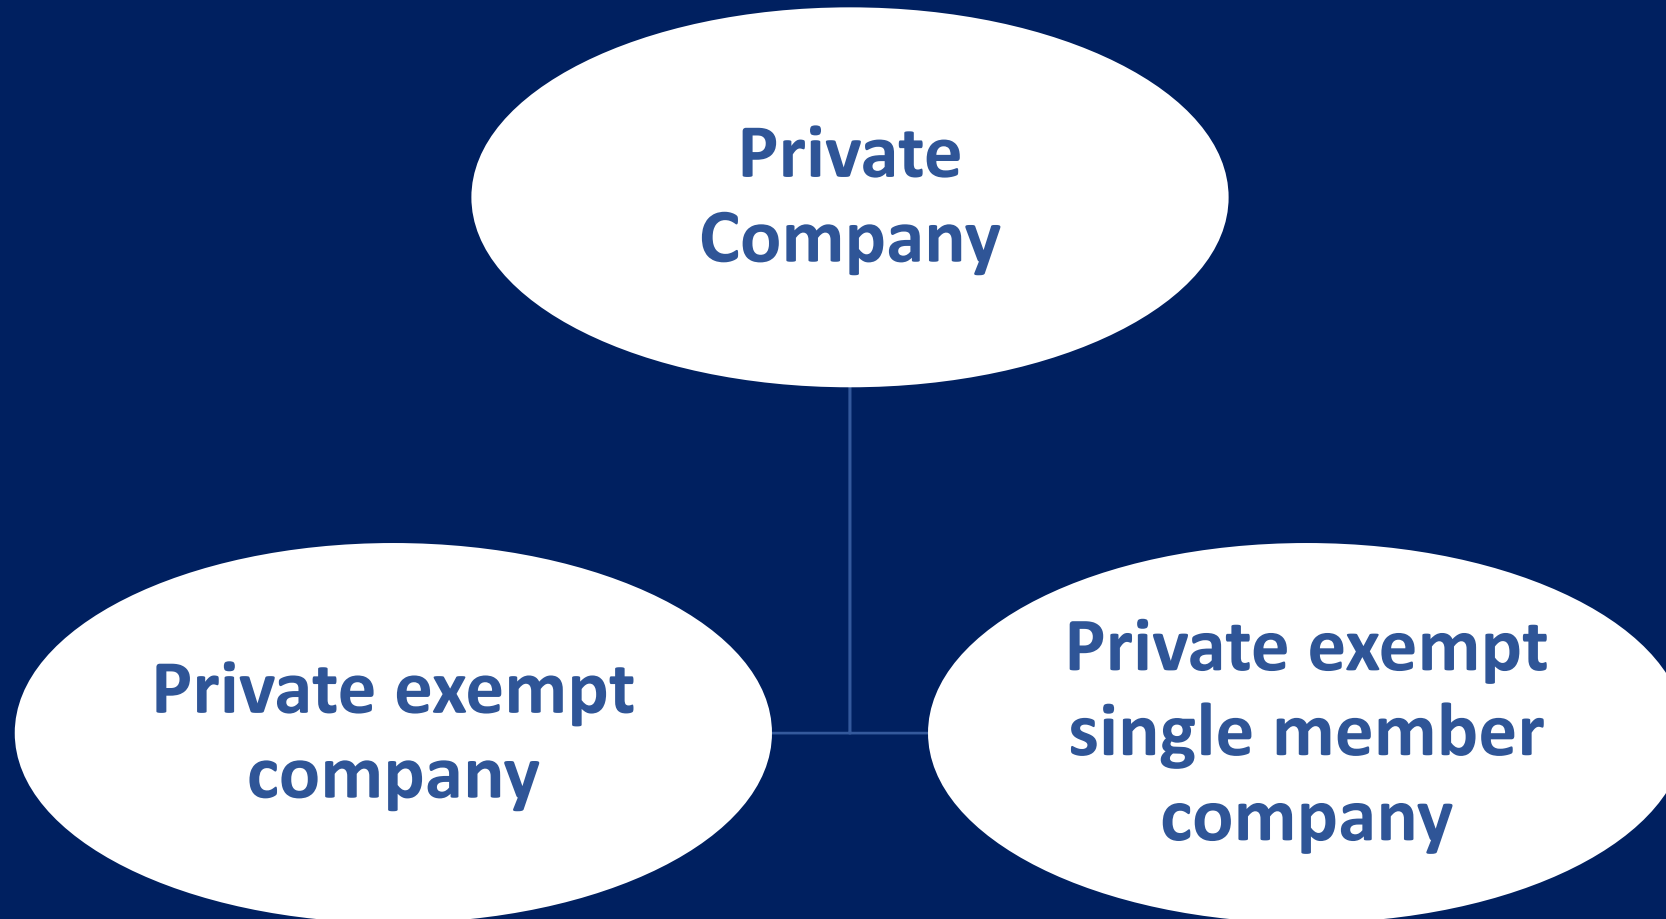 Private
Company
Private exempt
company
Private exempt
single member
company